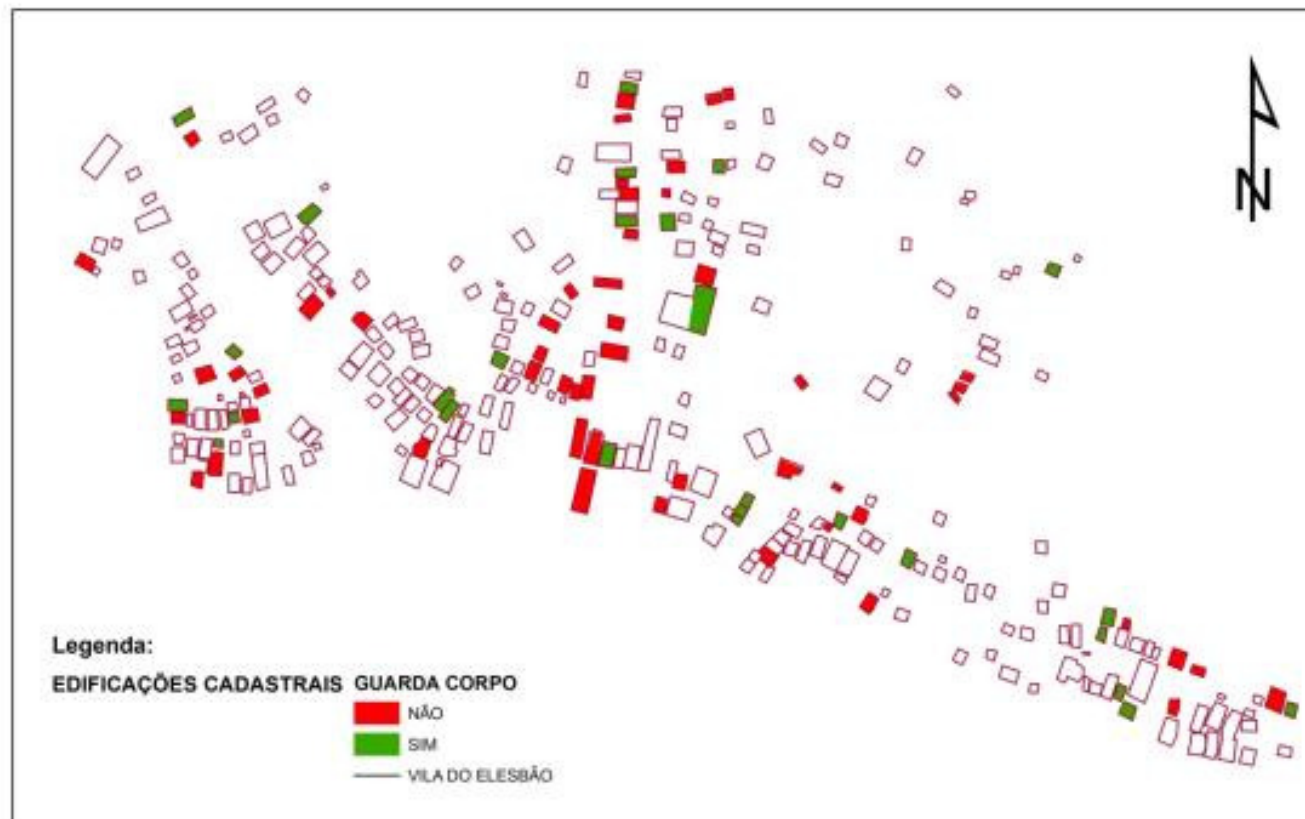 N
Legenda:
EDIFICAÇÕES CADASTRAIS GUARDA CORPO
NÃO
SIM
VILA DO ELESBÃO